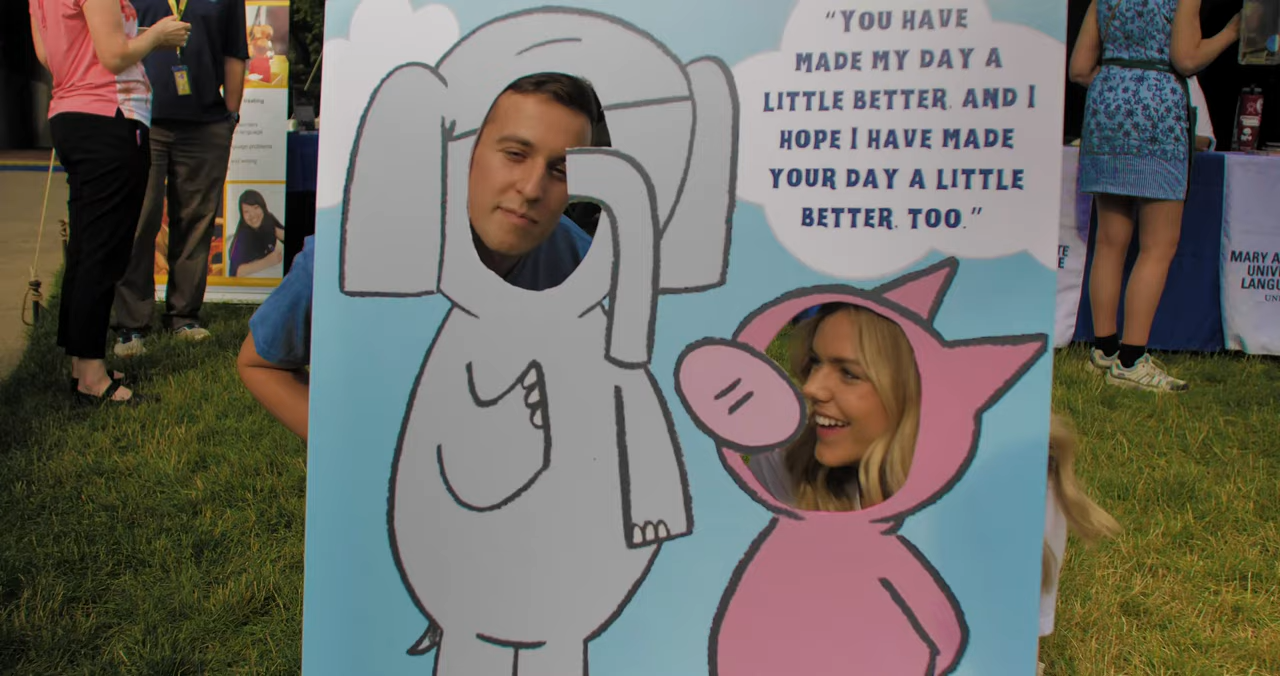 "YOU HAVE
MADE MY DAY A
LITTLE BETTER. AND I
HOPE I HAVE MADE
YOUR DAY A LITTLE
BETTER. TOO."
MARY A
UNIV
LANGU